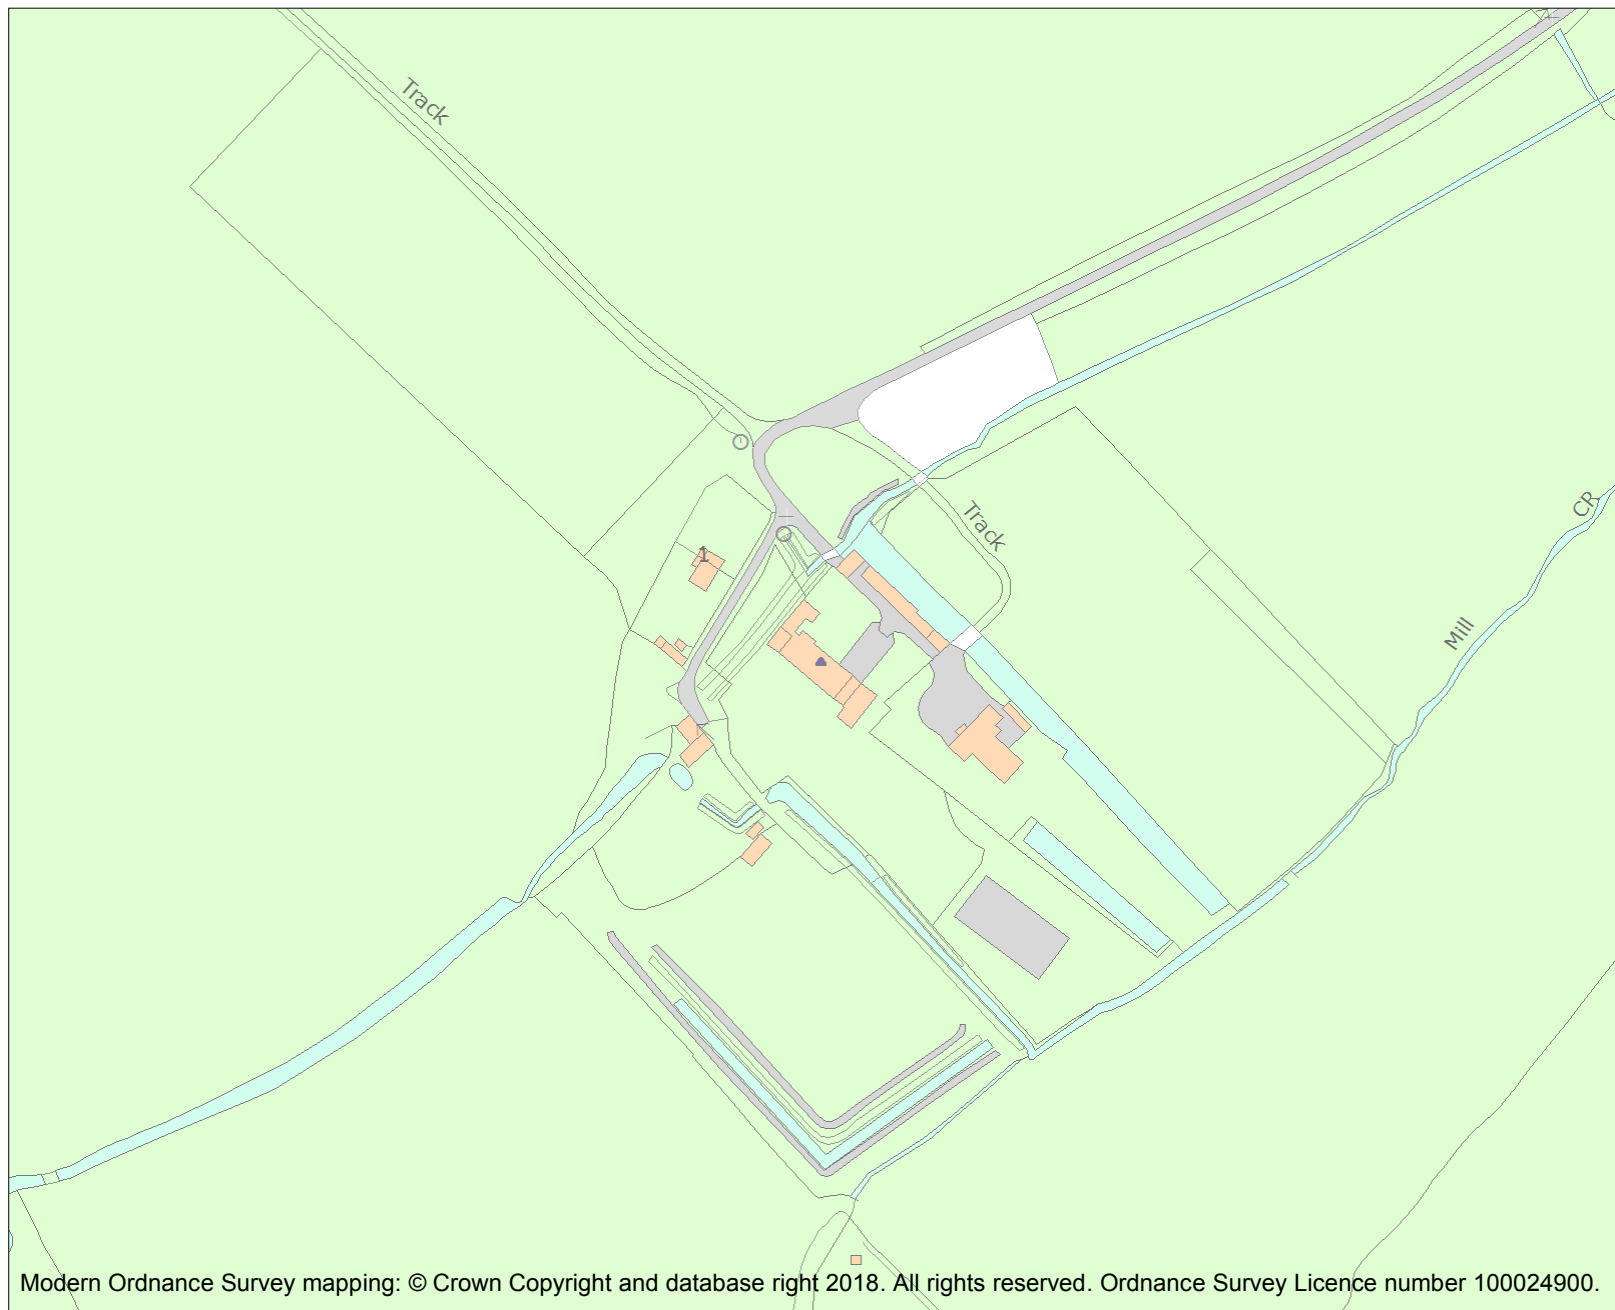 Track
Track
CR
Mill
1
Modern Ordnance Survey mapping: © Crown Copyright and database right 2018. All rights reserved. Ordnance Survey Licence number 100024900.